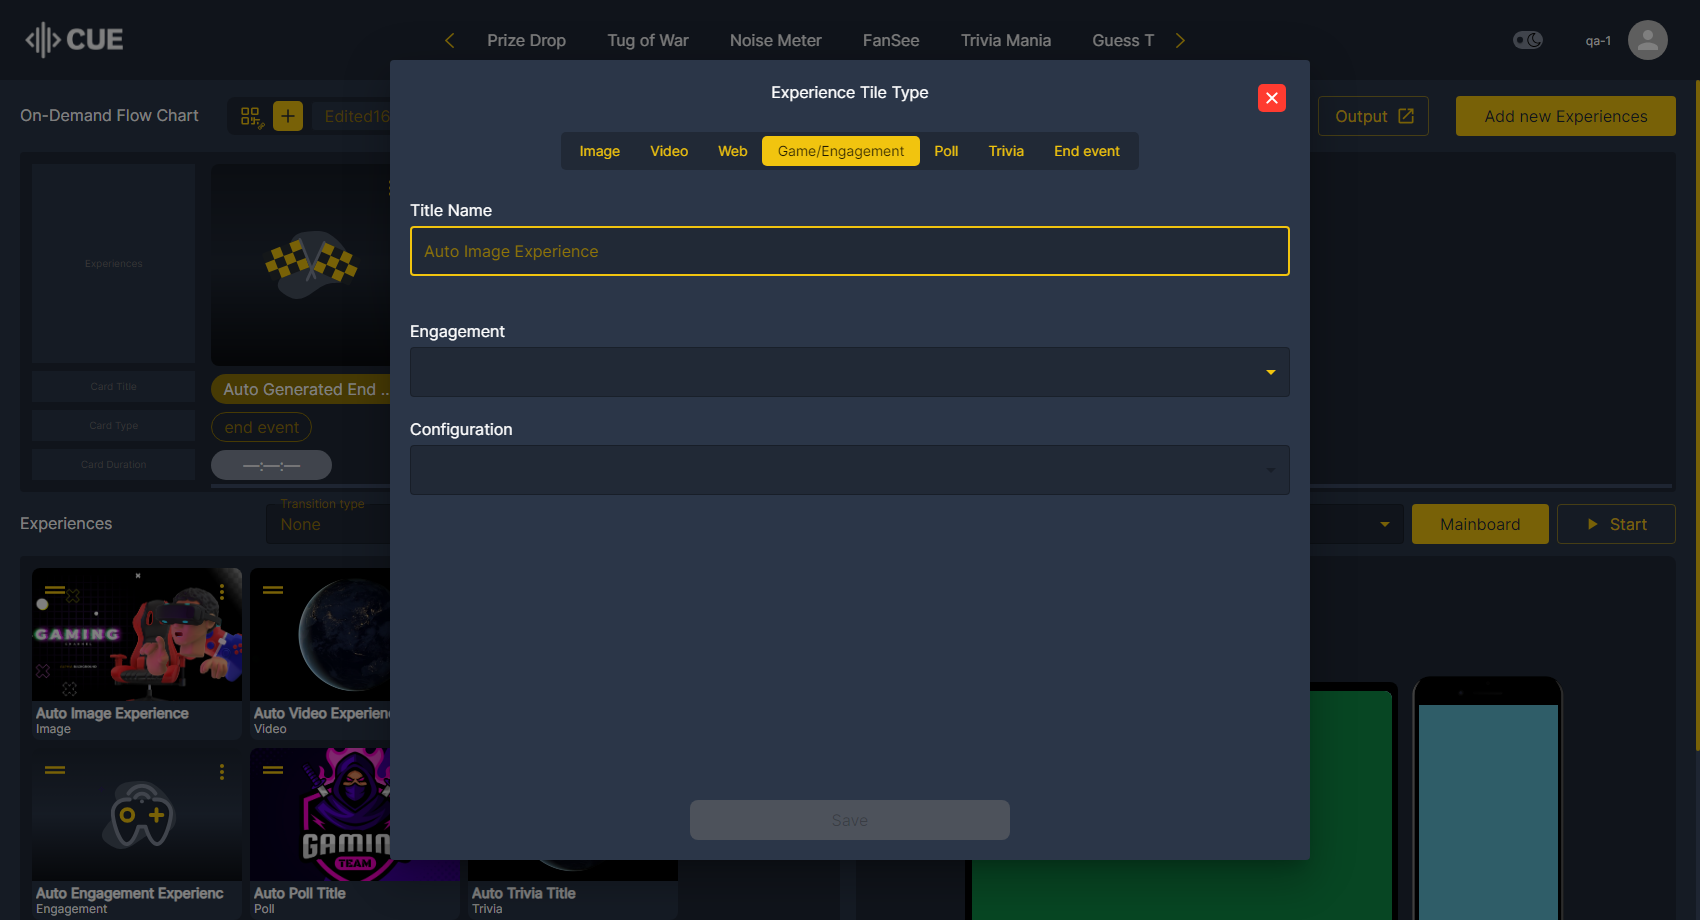 CUE
Prize Drop
Tug of War
Noise Meter
FanSee
Trivia Mania
Guess T
qa-1
On-Demand Flow Chart
Edited16
Output
Add new Experiences
Experience Tile Type
Image
Video
Web
Game/Engagement
Poll
Trivia
End event
Title Name
Auto Image Experience
Engagement
Configuration
Save
Experiences
Card Title
Card Type
Card Duration
Auto Generated End ..
end event
—:—:—
Experiences
Transition type
None
Mainboard
Start
GAMING
Auto Image Experience
Image
Auto Video Experienc
Video
Auto Engagement Experienc
Engagement
GAMIN
TEAM
Auto Poll Title
Poll
Auto Trivia Title
Trivia